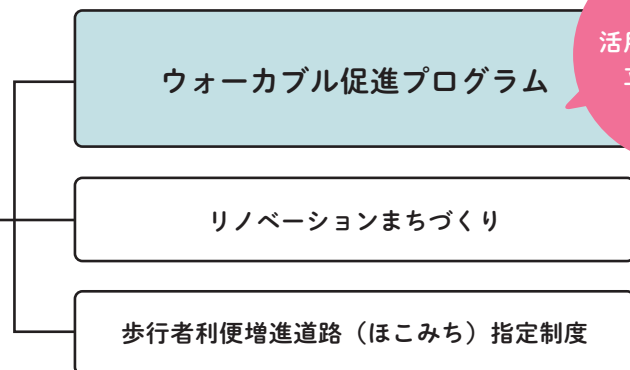 ウォーカブル促進プログラム
リノベーションまちづくり
歩行者利便増進道路（ほこみち）指定制度